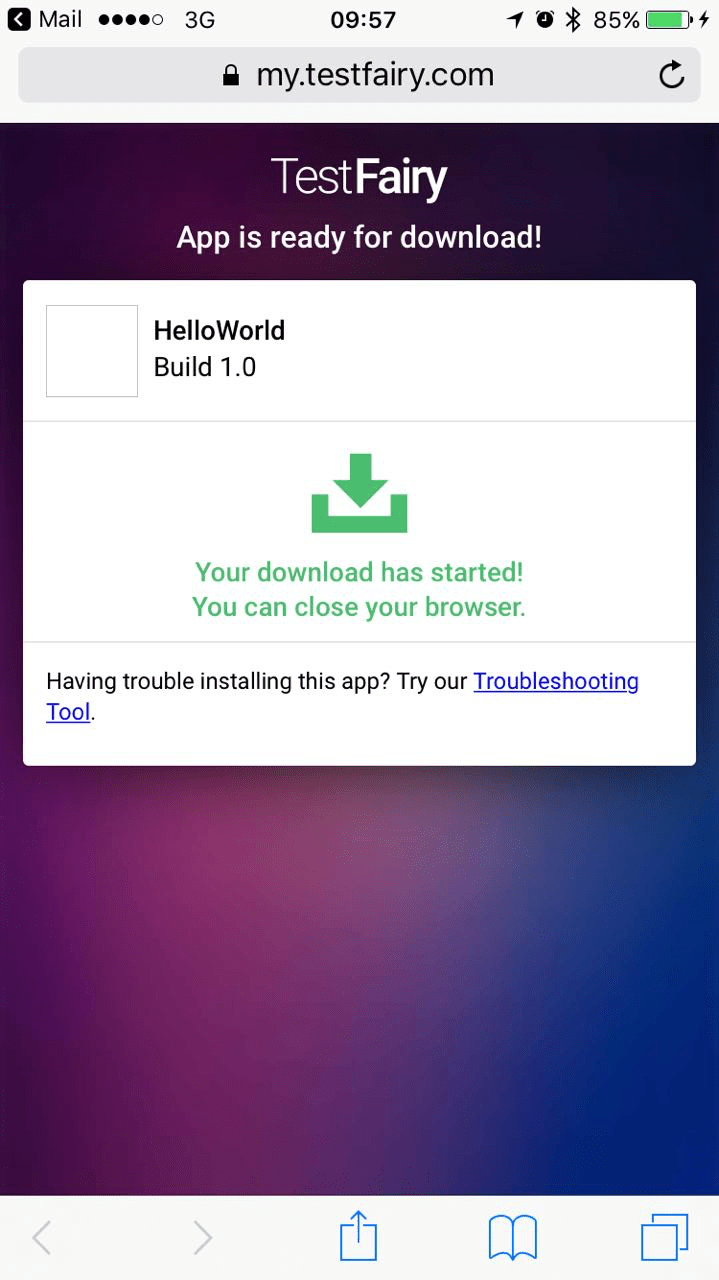 Mail 3G 09:57 85%
my.testfairy.com
TestFairy
App is ready for download!
HelloWorld
Build 1.0
Your download has started!
You can close your browser.
Having trouble installing this app? Try our Troubleshooting
Tool.